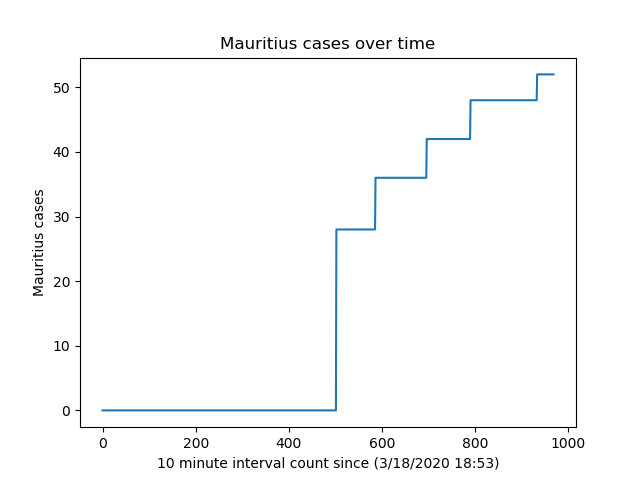 Mauritius cases over time
50
40
30
20
10
0
Mauritius cases
0 200 400 600 800 1000
10 minute interval count since (3/18/2020 18:53)